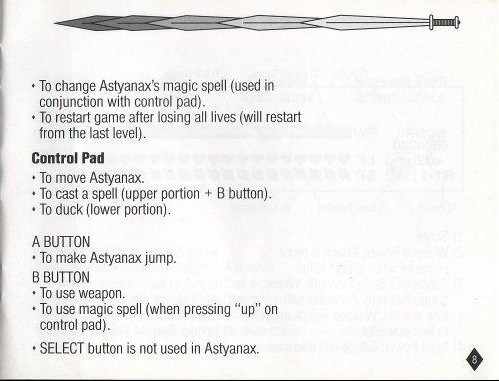 • To change Astyanax's magic spell (used in
conjunction with control pad).
• To restart game after losing all lives (will restart
from the last level).
Control Pad
• To move Astyanax.
• To cast a spell (upper portion + B button).
• To duck (lower portion).
A BUTTON
• To make Astyanax jump.
B BUTTON
• To use weapon.
• To use magic spell (when pressing "up" on
control pad).
• SELECT button is not used in Astyanax.
8